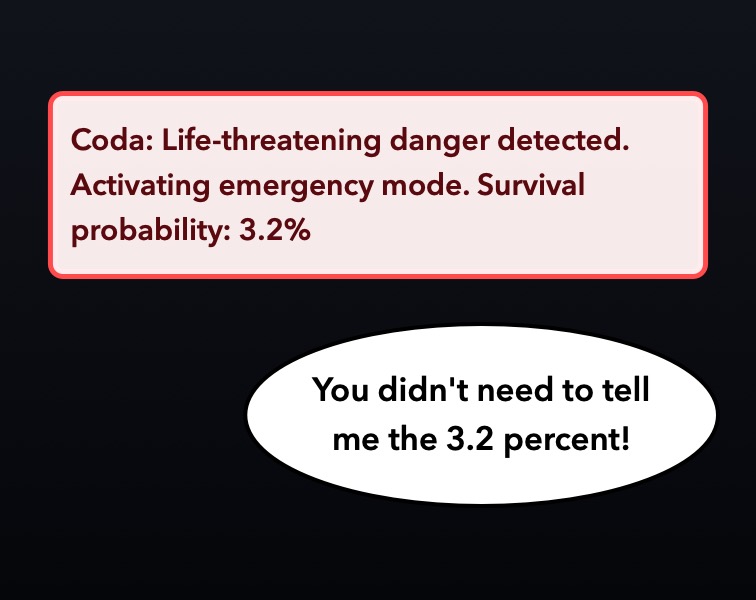 Coda: Life-threatening danger detected.
Activating emergency mode. Survival
probability: 3.2%
You didn't need to tell
me the 3.2 percent!